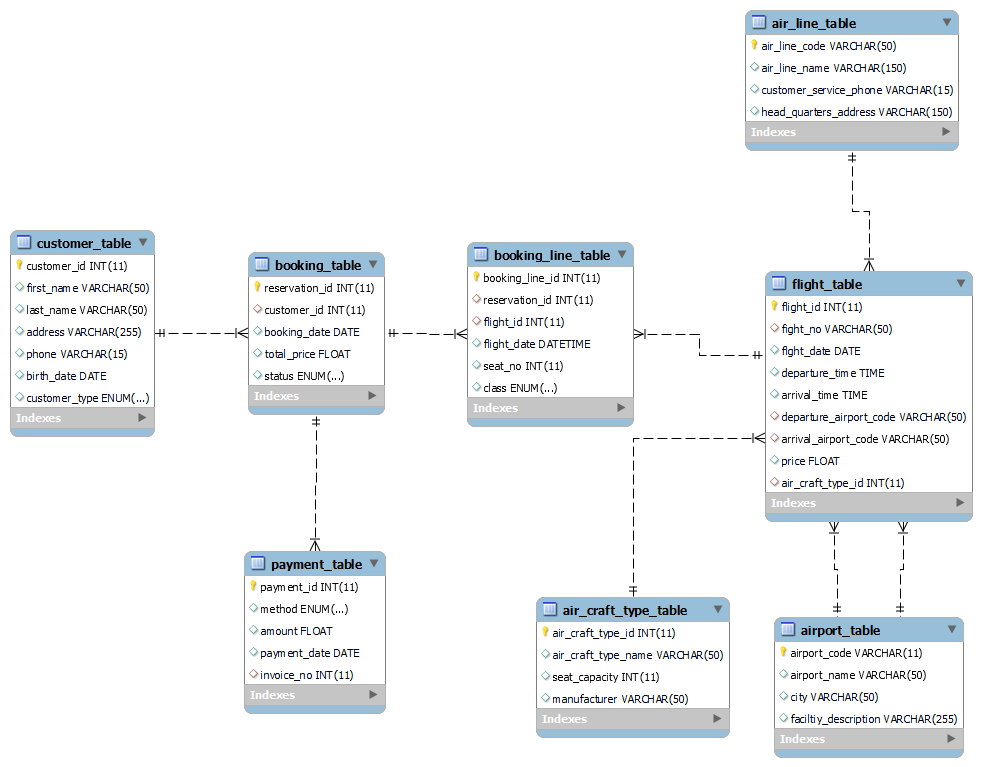 air_line_table
air_line_code VARCHAR(50)
air_line_name VARCHAR(150)
customer_service_phone VARCHAR(15)
head_quarters_address VARCHAR(150)
Indexes
customer_table
customer_id INT(11)
first_name VARCHAR(50)
last_name VARCHAR(50)
address VARCHAR(255)
phone VARCHAR(15)
birth_date DATE
customer_type ENUM(...)
Indexes
booking_table
reservation_id INT(11)
customer_id INT(11)
booking_date DATE
total_price FLOAT
status ENUM(...)
Indexes
booking_line_table
booking_line_id INT(11)
reservation_id INT(11)
flight_id INT(11)
flight_date DATETIME
seat_no INT(11)
class ENUM(...)
Indexes
flight_table
flight_id INT(11)
fight_no VARCHAR(50)
flght_date DATE
departure_time TIME
arrival_time TIME
departure_airport_code VARCHAR(50)
arrival_airport_code VARCHAR(50)
price FLOAT
air_craft_type_id INT(11)
Indexes
payment_table
payment_id INT(11)
method ENUM(...)
amount FLOAT
payment_date DATE
invoice_no INT(11)
Indexes
air_craft_type_table
air_craft_type_id INT(11)
air_craft_type_name VARCHAR(50)
seat_capacity INT(11)
manufacturer VARCHAR(50)
Indexes
airport_table
airport_code VARCHAR(11)
airport_name VARCHAR(50)
city VARCHAR(50)
faciltiy_description VARCHAR(255)
Indexes